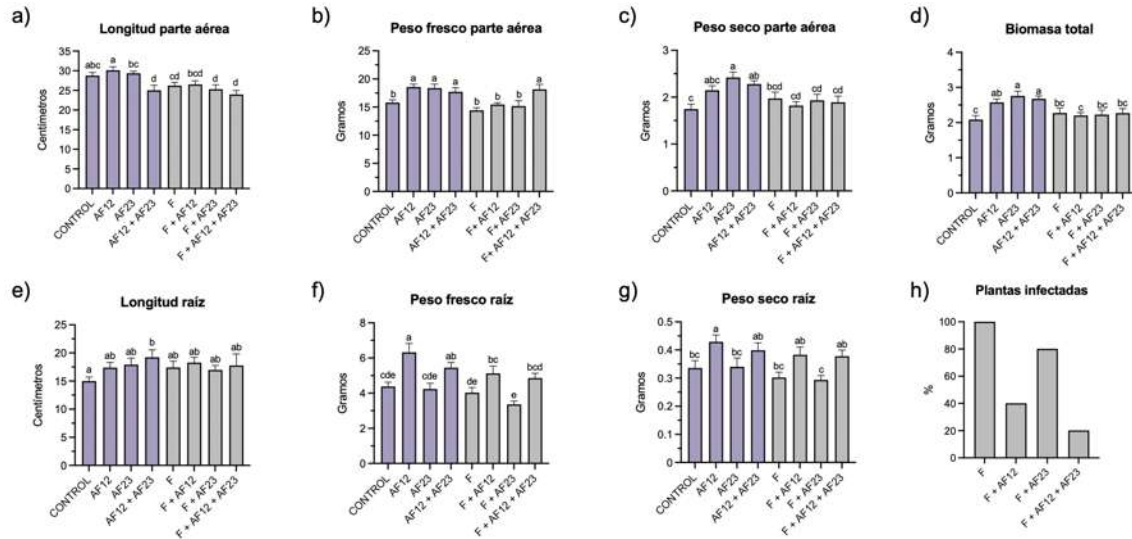 a)
Longitud parte aérea
Centímetros
35
30
25
20
15
10
5
0
abc
a
bc
d
cd
bcd
d
d
CONTROL
AF12
AF23
AF12 + AF23
F
F + AF12
F + AF23
F + AF12 + AF23
b)
Peso fresco parte aérea
Gramos
25
20
15
10
5
0
b
a
a
a
b
b
b
a
CONTROL
AF12
AF23
AF12 + AF23
F
F + AF12
F + AF23
F + AF12 + AF23
c)
Peso seco parte aérea
Gramos
3
2
1
0
c
abc
a
ab
bcd
cd
cd
cd
CONTROL
AF12
AF23
AF12 + AF23
F
F + AF12
F + AF23
F + AF12 + AF23
d)
Biomasa total
Gramos
4
3
2
1
0
c
ab
a
a
bc
c
bc
bc
CONTROL
AF12
AF23
AF12 + AF23
F
F + AF12
F + AF23
F + AF12 + AF23
e)
Longitud raíz
Centímetros
25
20
15
10
5
0
a
ab
ab
b
ab
ab
ab
ab
CONTROL
AF12
AF23
AF12 + AF23
F
F + AF12
F + AF23
F + AF12 + AF23
f)
Peso fresco raíz
Gramos
8
6
4
2
0
cde
a
cde
ab
de
bc
e
bcd
CONTROL
AF12
AF23
AF12 + AF23
F
F + AF12
F + AF23
F + AF12 + AF23
g)
Peso seco raíz
Gramos
0.5
0.4
0.3
0.2
0.1
0.0
bc
a
bc
ab
bc
ab
c
ab
CONTROL
AF12
AF23
AF12 + AF23
F
F + AF12
F + AF23
F + AF12 + AF23
h)
Plantas infectadas
%
100
80
60
40
20
0
F
F + AF12
F + AF23
F + AF12 + AF23